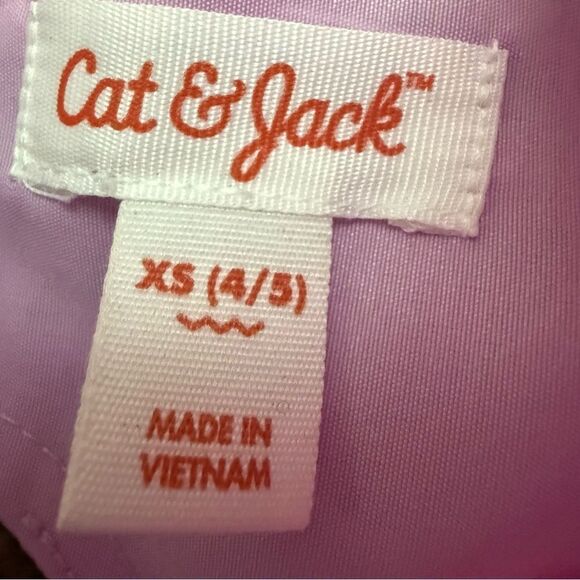 Cat & Jack™
XS (4/5)
MADE IN
VIETNAM